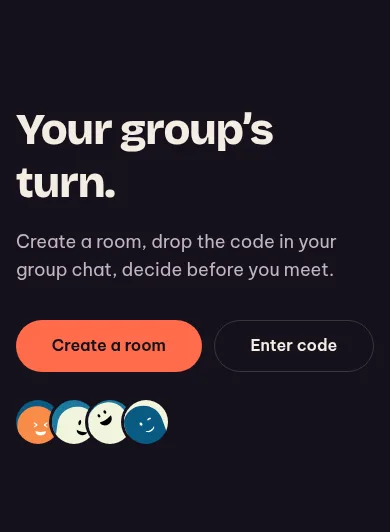 Your group's
turn.
Create a room, drop the code in your
group chat, decide before you meet.
Create a room
Enter code